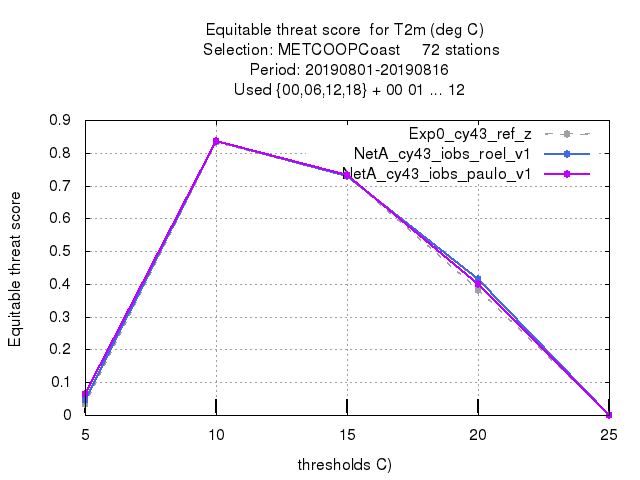 Equitable threat score for T2m (deg C)
Selection: METCOOPCoast 72 stations
Period: 20190801-20190816
Used {00,06,12,18} + 00 01 ... 12
Exp0_cy43_ref_z
NetA_cy43_iobs_roel_v1
NetA_cy43_iobs_paulo_v1
Equitable threat score
0.9
0.8
0.7
0.6
0.5
0.4
0.3
0.2
0.1
0
5 10 15 20 25
thresholds C)